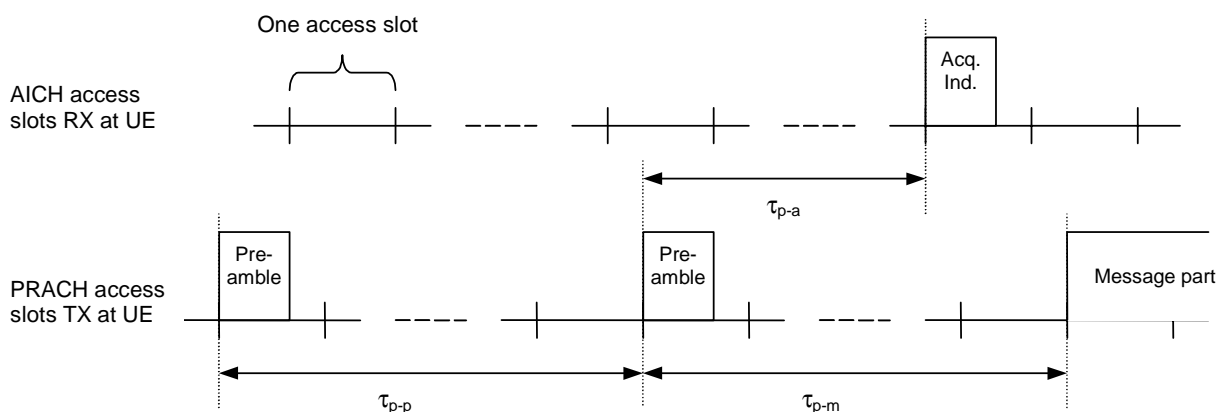 One access slot
Acq.
Ind.
AICH access
slots RX at UE
τp-a
Pre-
amble
Pre-
amble
Message part
PRACH access
slots TX at UE
τp-p
τp-m